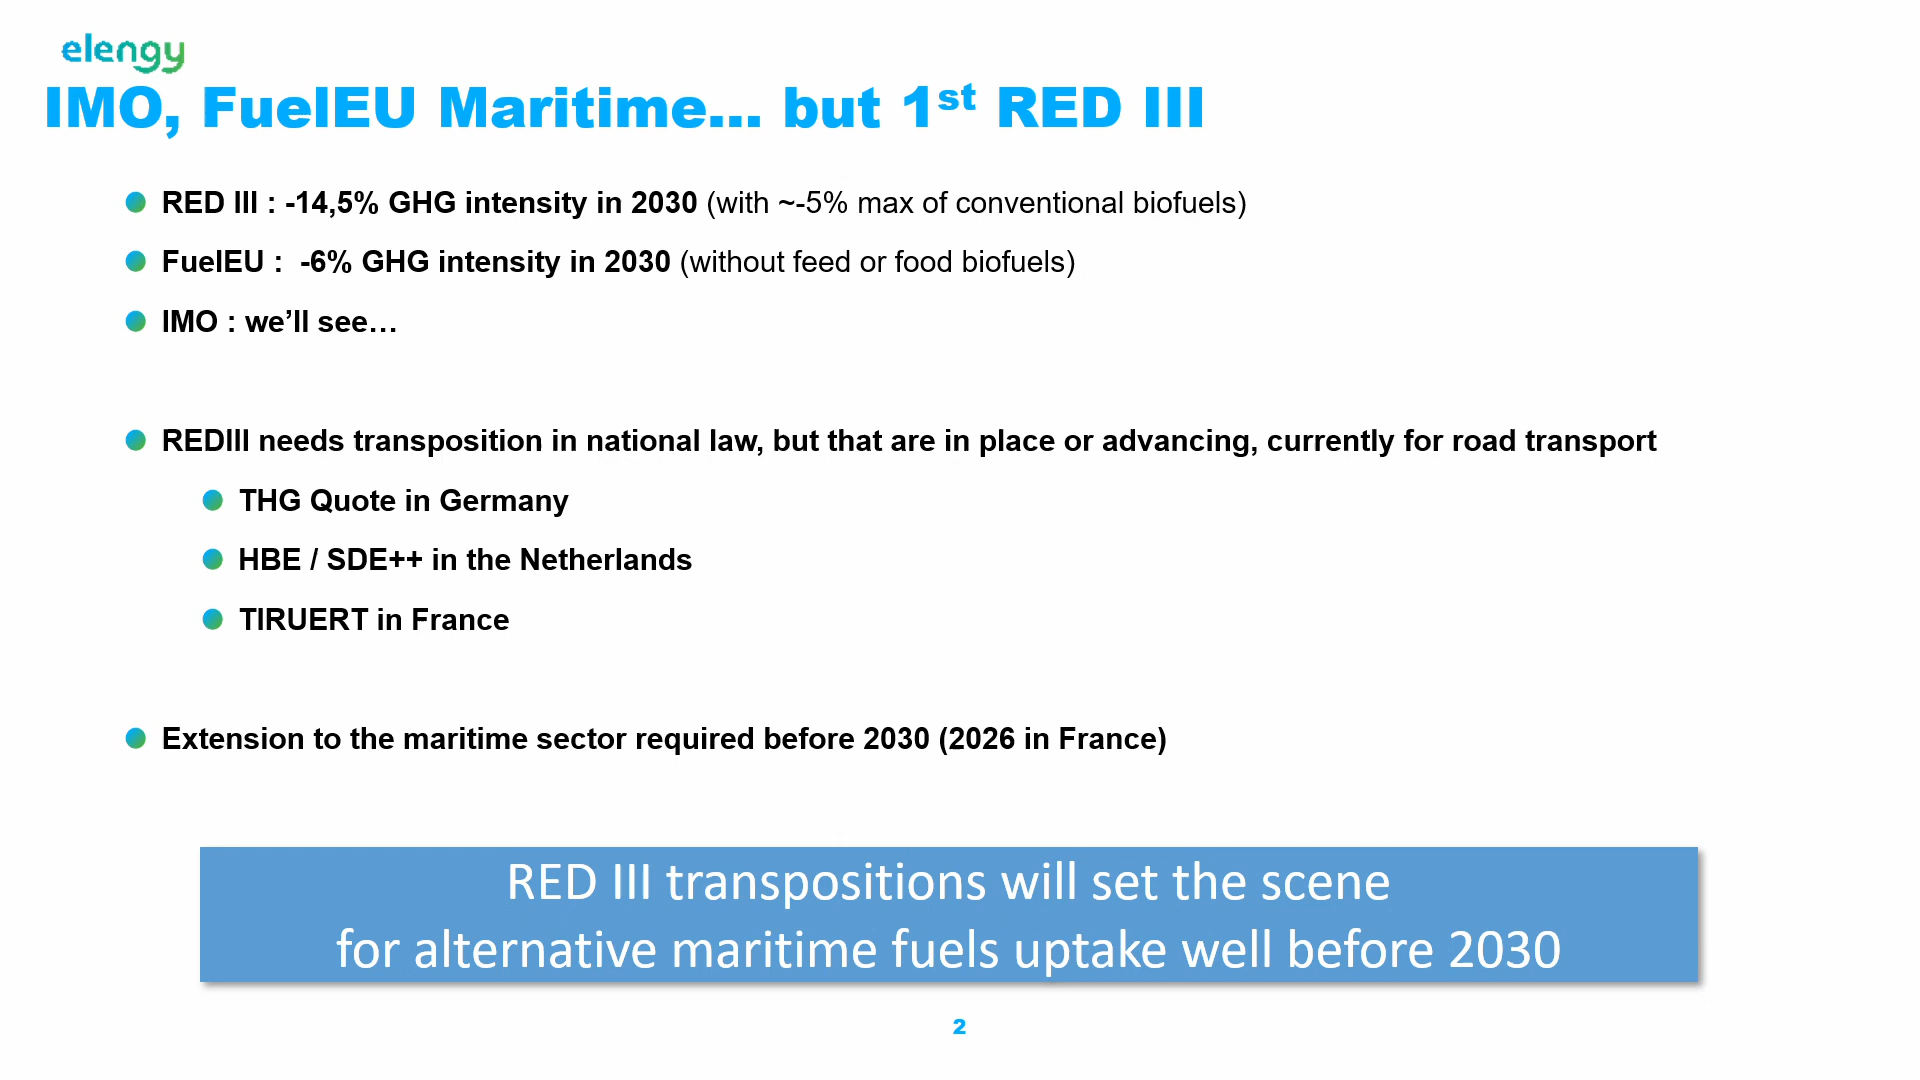 elengy
IMO, FuelEU Maritime... but 1st RED III
RED III : -14,5% GHG intensity in 2030 (with ~-5% max of conventional biofuels)
FuelEU :  -6% GHG intensity in 2030 (without feed or food biofuels)
IMO : we’ll see…
REDIII needs transposition in national law, but that are in place or advancing, currently for road transport
THG Quote in Germany
HBE / SDE++ in the Netherlands
TIRUERT in France
Extension to the maritime sector required before 2030 (2026 in France)
RED III transpositions will set the scene
for alternative maritime fuels uptake well before 2030
2